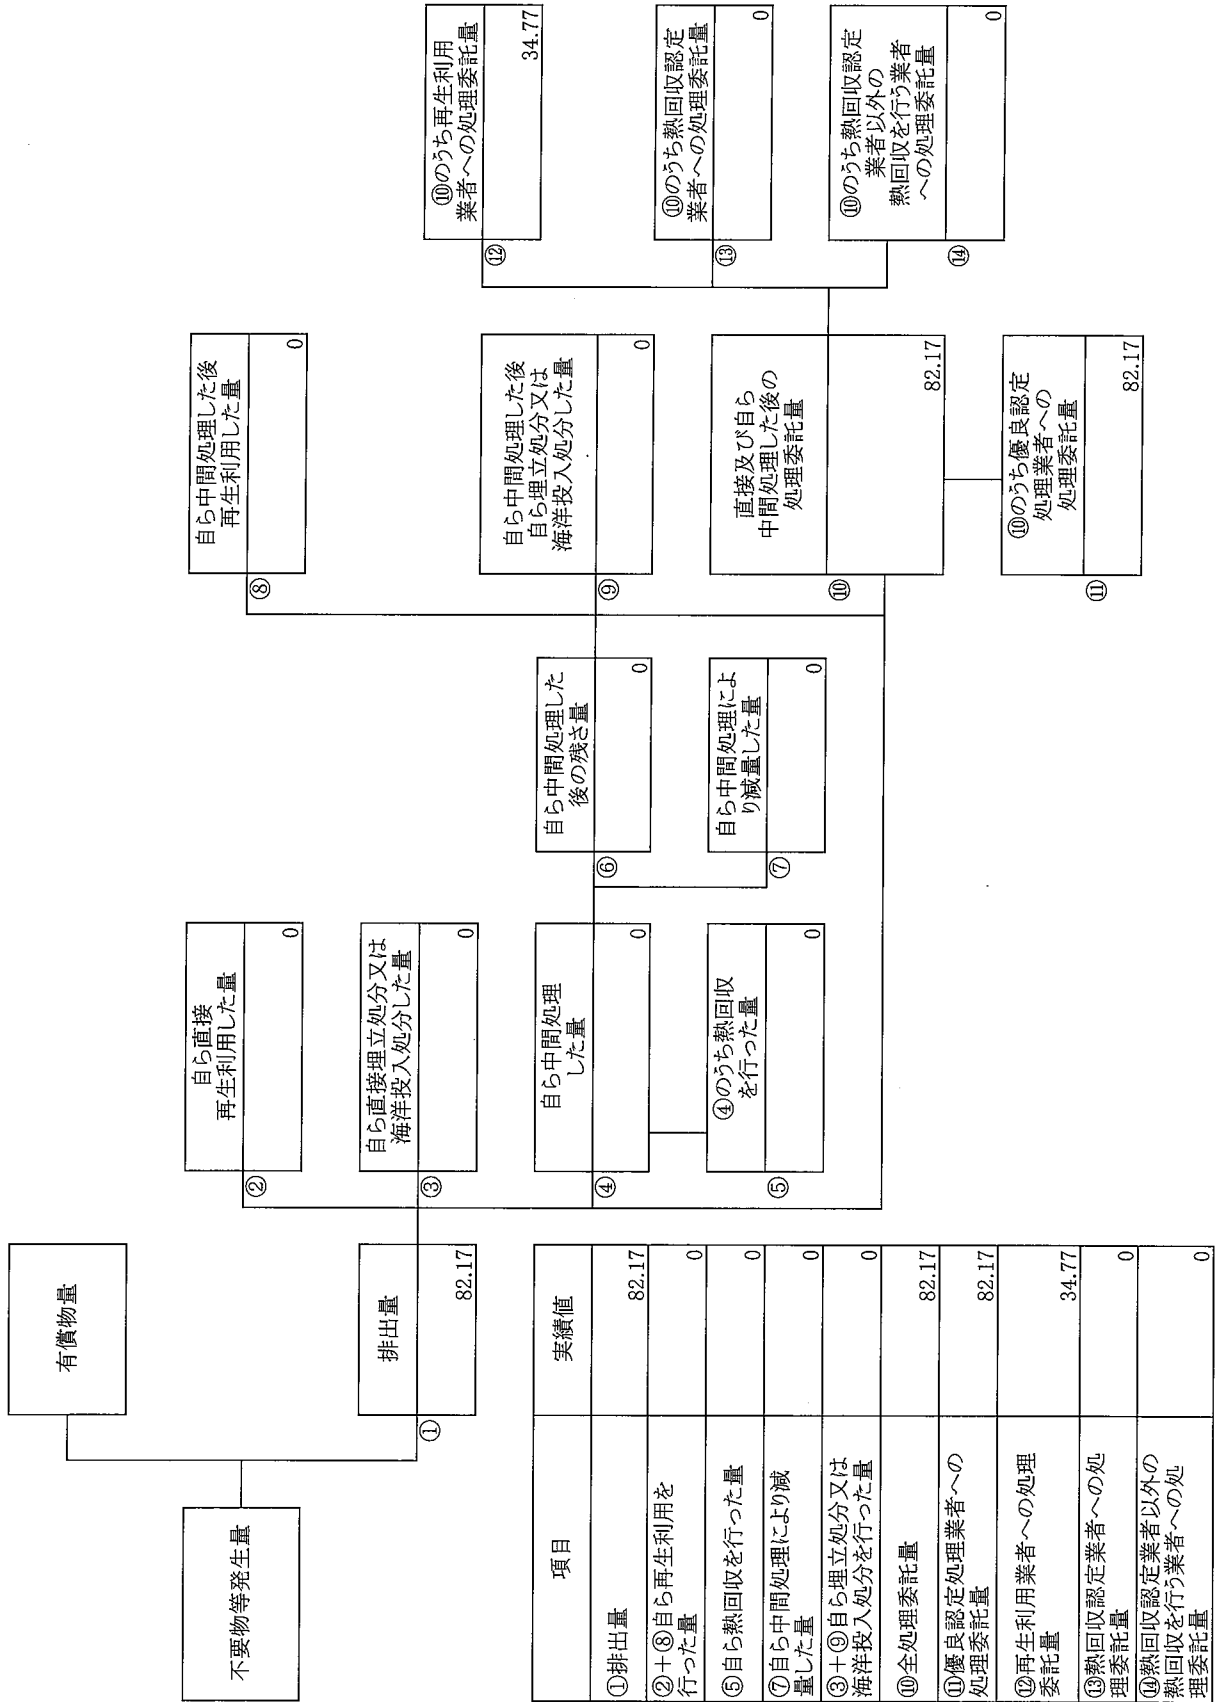 不要物等発生量
有償物量
①
排出量
82.17
②
自ら直接
再生利用した量
0
③
自ら直接埋立処分又は
海洋投入処分した量
0
④
自ら中間処理
した量
0
⑤
④のうち熱回収
を行った量
0
⑥
自ら中間処理した
後の残さ量
0
⑦
自ら中間処理によ
り減量した量
0
⑧
自ら中間処理した後
再生利用した量
0
⑨
自ら中間処理した後
自ら埋立処分又は
海洋投入処分した量
0
⑩
直接及び自ら
中間処理した後の
処理委託量
82.17
⑪
⑩のうち優良認定
処理業者への
処理委託量
82.17
⑫
⑩のうち再生利用
業者への処理委託量
34.77
⑬
⑩のうち熱回収認定
業者への処理委託量
0
⑭
⑩のうち熱回収認定
業者以外の
熱回収を行う業者
への処理委託量
0
項目 実績値
①排出量 82.17
②+⑧自ら再生利用を
行った量 0
⑤自ら熱回収を行った量 0
⑦自ら中間処理により減
量した量 0
③+⑨自ら埋立処分又は
海洋投入処分を行った量 0
⑩全処理委託量 82.17
⑪優良認定処理業者への
処理委託量 82.17
⑫再生利用業者への処理
委託量 34.77
⑬熱回収認定業者への処
理委託量 0
⑭熱回収認定業者以外の
熱回収を行う業者への処
理委託量 0